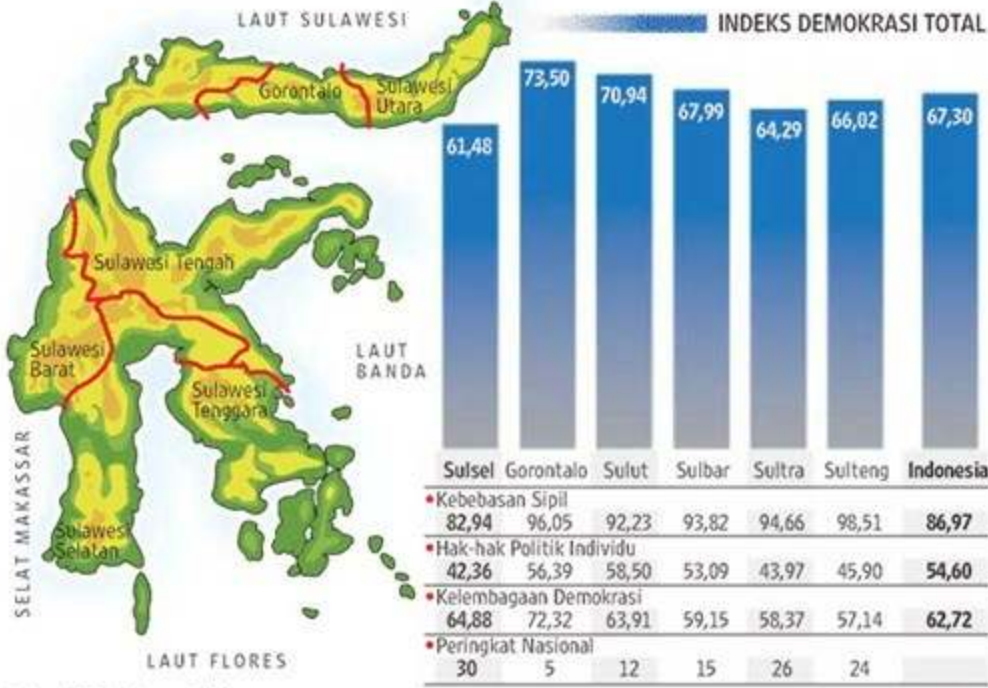 LAUT SULAWESI
INDEKS DEMOKRASI TOTAL
Gorontalo
Sulawesi
Utara
Sulawesi Tengah
Sulawesi
Barat
Sulawesi
Tenggara
Sulawesi
Selatan
LAUT
BANDA
SELAT MAKASSAR
LAUT FLORES
61,48 73,50 70,94 67,99 64,29 66,02 67,30
Sulsel Gorontalo Sulut Sulbar Sultra Sulteng Indonesia
• Kebebasan Sipil
82,94 96,05 92,23 93,82 94,66 98,51 86,97
• Hak-hak Politik Individu
42,36 56,39 58,50 53,09 43,97 45,90 54,60
• Kelembagaan Demokrasi
64,88 72,32 63,91 59,15 58,37 57,14 62,72
• Peringkat Nasional
30 5 12 15 26 24